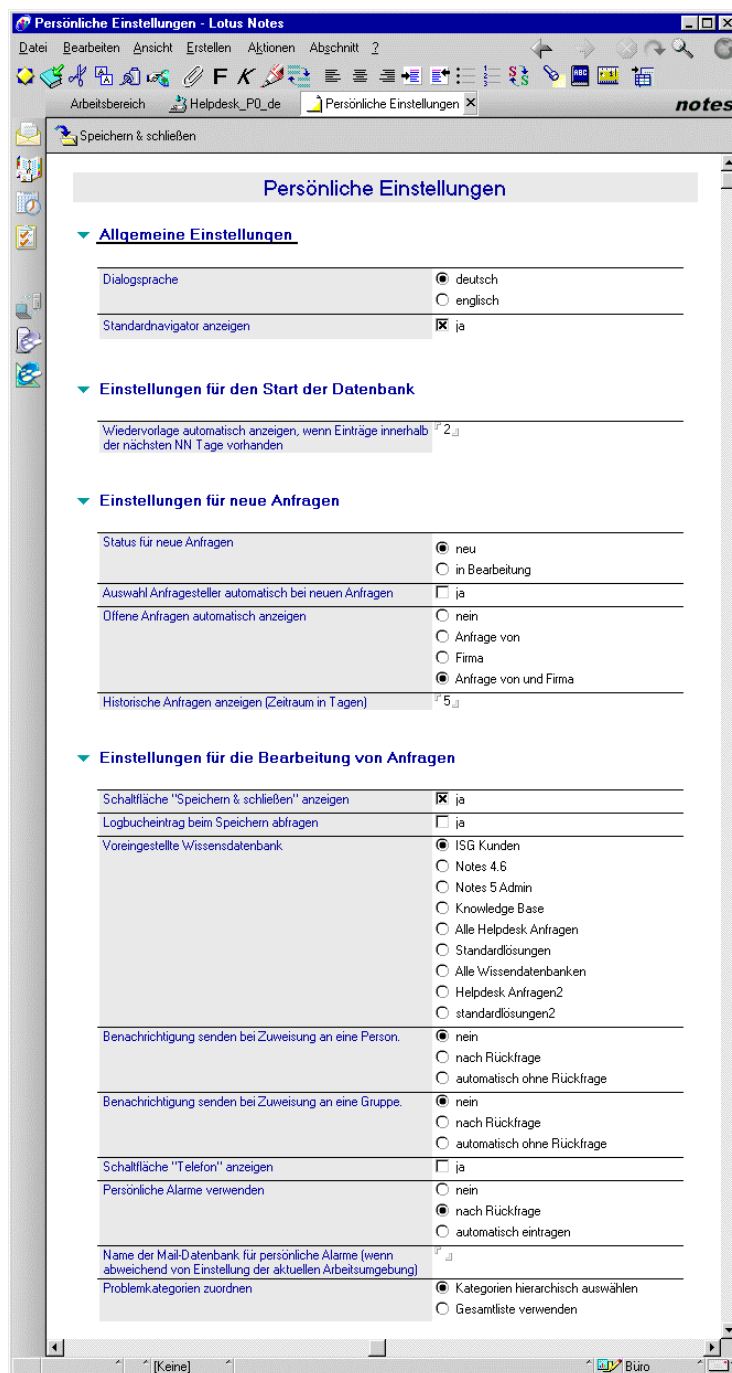 Persönliche Einstellungen - Lotus Notes
Datei Bearbeiten Ansicht Erstellen Aktionen Abschnitt ?
F K
Arbeitsbereich Helpdesk_P0_de Persönliche Einstellungen notes
Speichern & schließen
Persönliche Einstellungen
Allgemeine Einstellungen
Dialogsprache deutsch
englisch
Standardnavigator anzeigen ja
Einstellungen für den Start der Datenbank
Wiedervorlage automatisch anzeigen, wenn Einträge innerhalb 2
der nächsten NN Tage vorhanden
Einstellungen für neue Anfragen
Status für neue Anfragen neu
in Bearbeitung
Auswahl Anfragesteller automatisch bei neuen Anfragen ja
Offene Anfragen automatisch anzeigen nein
Anfrage von
Firma
Anfrage von und Firma
Historische Anfragen anzeigen (Zeitraum in Tagen) 5
Einstellungen für die Bearbeitung von Anfragen
Schaltfläche "Speichern & schließen" anzeigen ja
Logbucheintrag beim Speichern abfragen ja
Voreingestellte Wissensdatenbank ISG Kunden
Notes 4.6
Notes 5 Admin
Knowledge Base
Alle Helpdesk Anfragen
Standardlösungen
Alle Wissendatenbanken
Helpdesk Anfragen2
standardlösungen2
Benachrichtigung senden bei Zuweisung an eine Person. nein
nach Rückfrage
automatisch ohne Rückfrage
Benachrichtigung senden bei Zuweisung an eine Gruppe. nein
nach Rückfrage
automatisch ohne Rückfrage
Schaltfläche "Telefon" anzeigen ja
Persönliche Alarme verwenden nein
nach Rückfrage
automatisch eintragen
Name der Mail-Datenbank für persönliche Alarme (wenn
abweichend von Einstellung der aktuellen Arbeitsumgebung)
Problemkategorien zuordnen Kategorien hierarchisch auswählen
Gesamtliste verwenden
[Keine] Büro